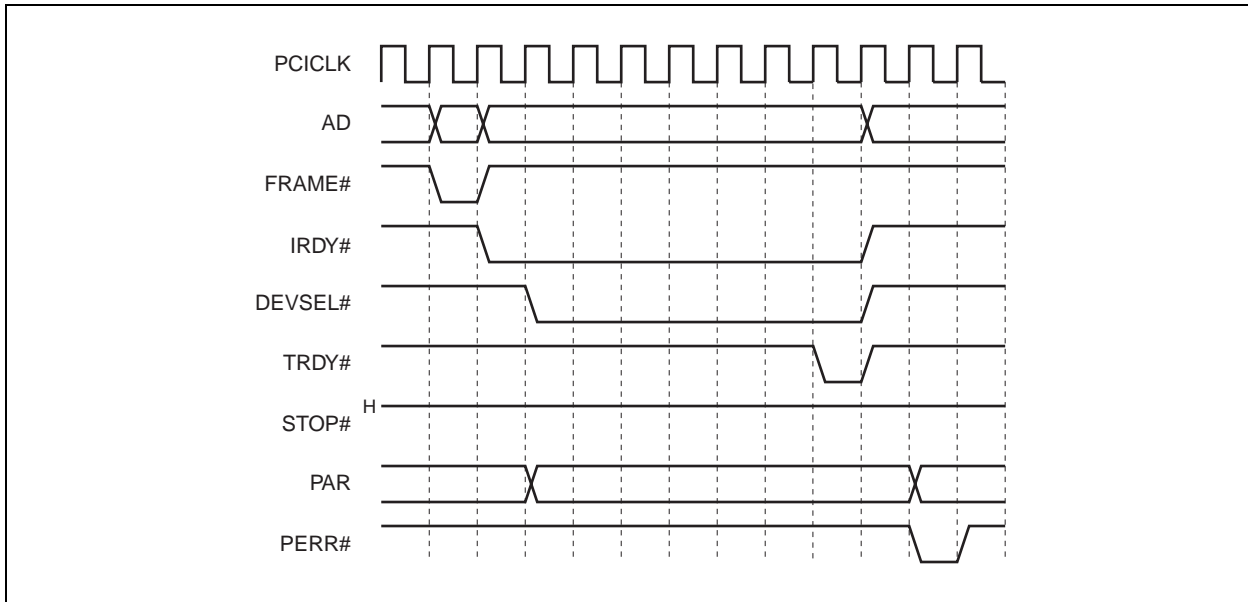 PCICLK
AD
FRAME#
IRDY#
DEVSEL#
TRDY#
H
STOP#
PAR
PERR#